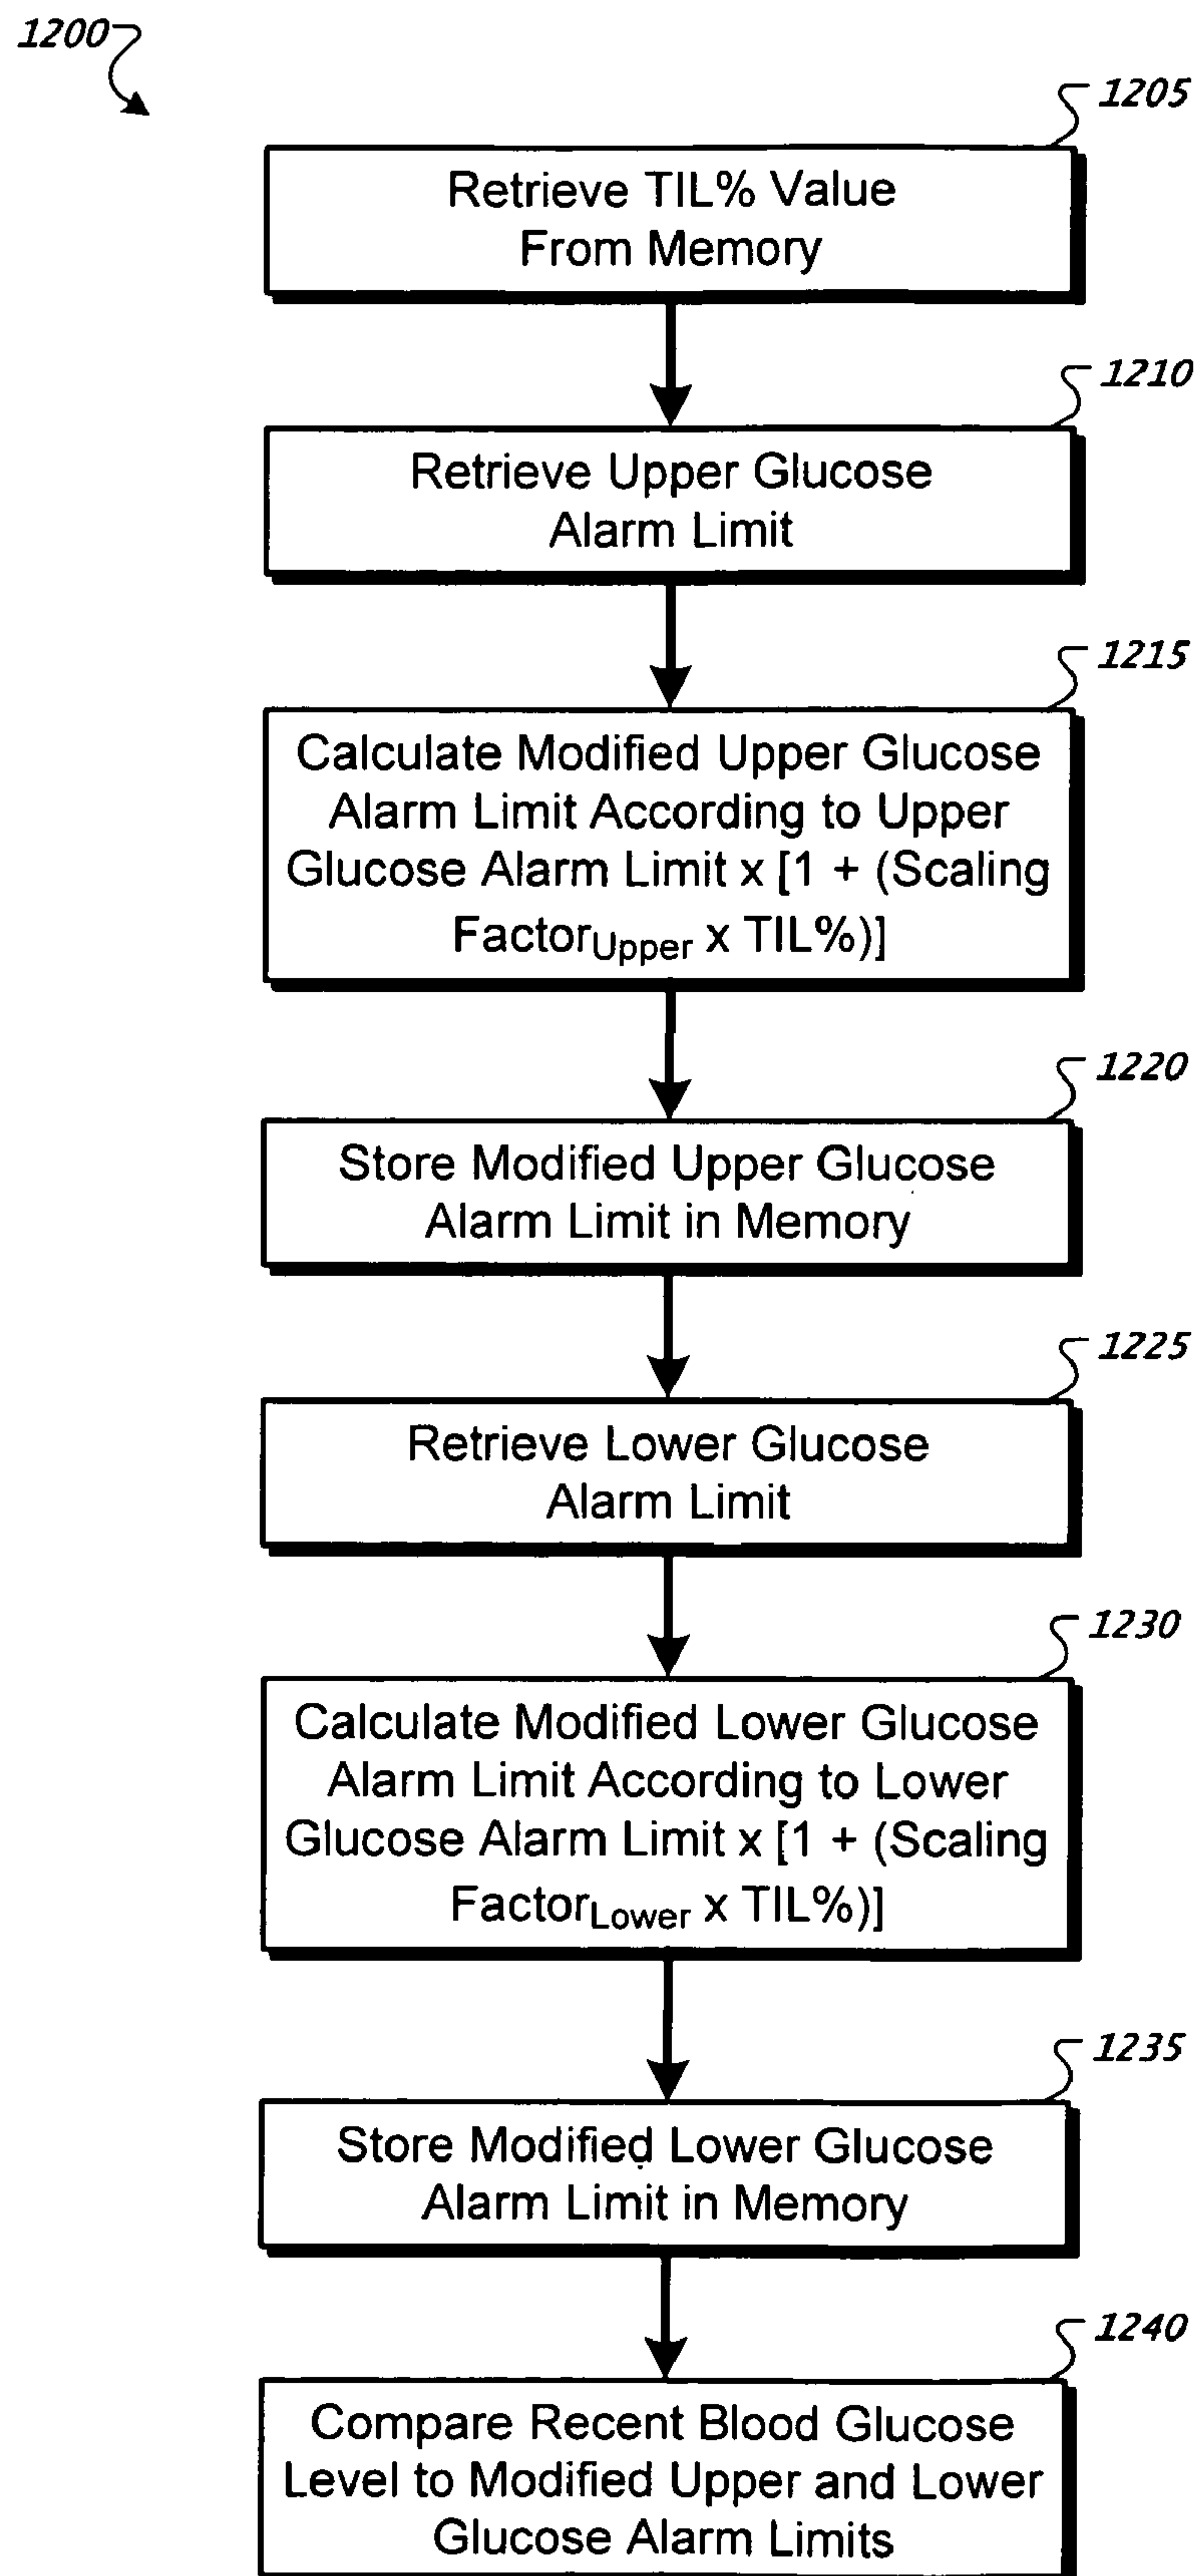 1200
1205
Retrieve TIL% Value
From Memory
1210
Retrieve Upper Glucose
Alarm Limit
1215
Calculate Modified Upper Glucose
Alarm Limit According to Upper
Glucose Alarm Limit x [1 + (Scaling
FactorUpper x TIL%)]
1220
Store Modified Upper Glucose
Alarm Limit in Memory
1225
Retrieve Lower Glucose
Alarm Limit
1230
Calculate Modified Lower Glucose
Alarm Limit According to Lower
Glucose Alarm Limit x [1 + (Scaling
FactorLower x TIL%)]
1235
Store Modified Lower Glucose
Alarm Limit in Memory
1240
Compare Recent Blood Glucose
Level to Modified Upper and Lower
Glucose Alarm Limits